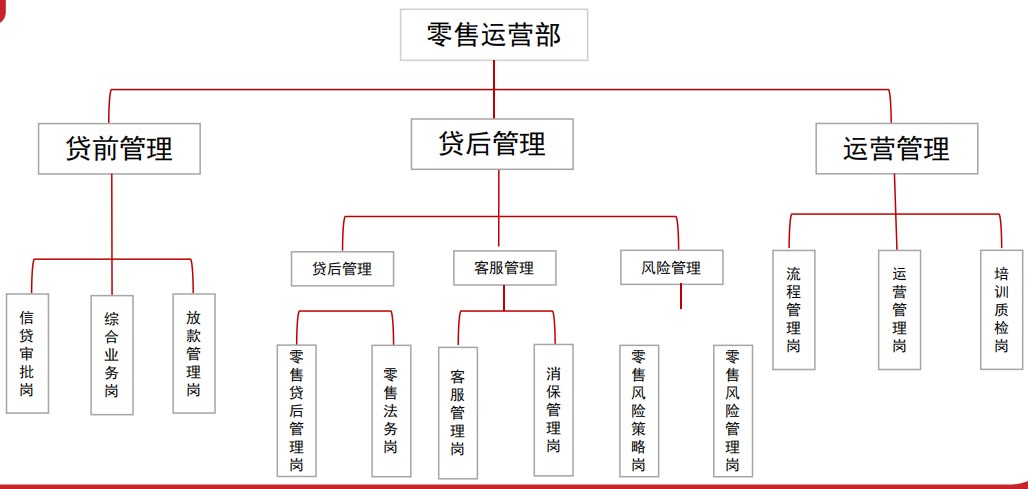 零售运营部
贷前管理
贷后管理
运营管理
贷后管理
客服管理
风险管理
信贷审批岗
综合业务岗
放款管理岗
零售贷后管理岗
零售法务岗
客服管理岗
消保管理岗
零售风险策略岗
零售风险管理岗
流程管理岗
运营管理岗
培训质检岗